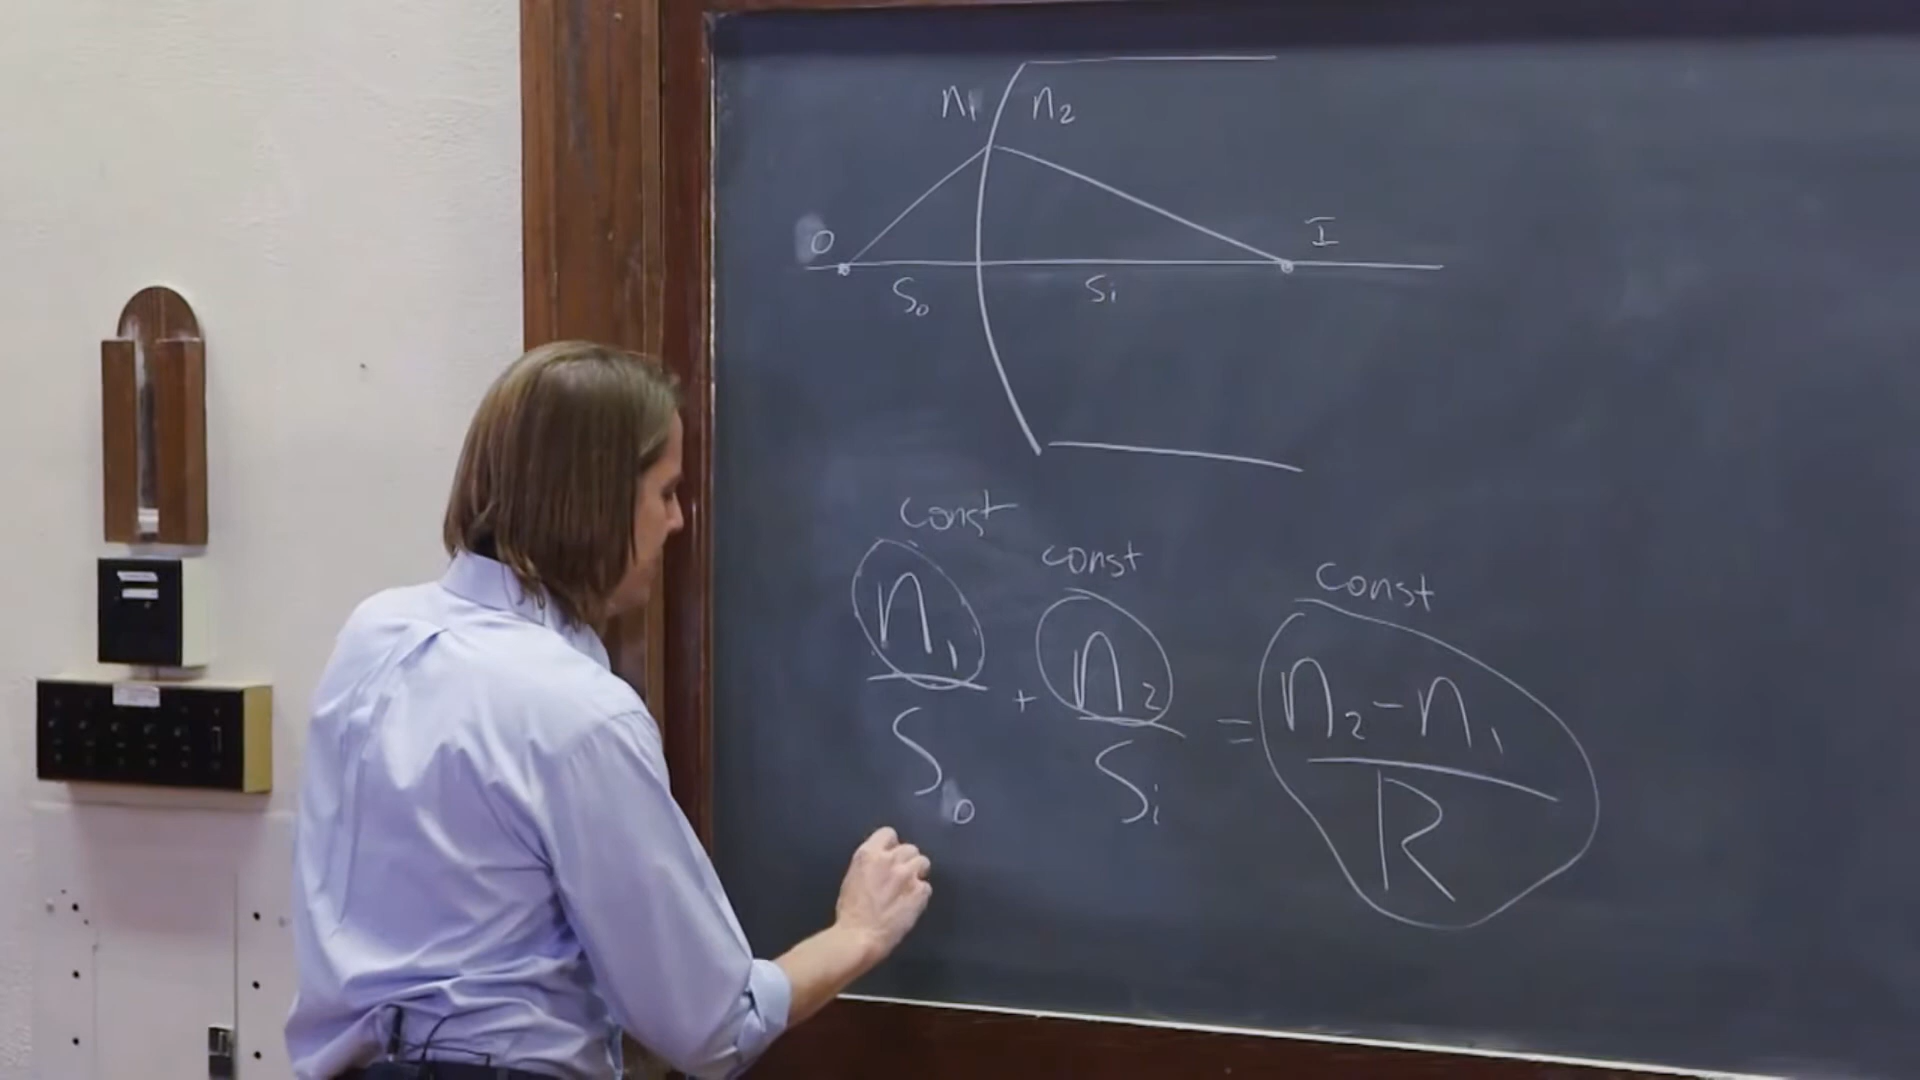 n₁ n₂
O I
S₀ Sᵢ
const const const
n₁/S₀ + n₂/Sᵢ = (n₂-n₁)/R